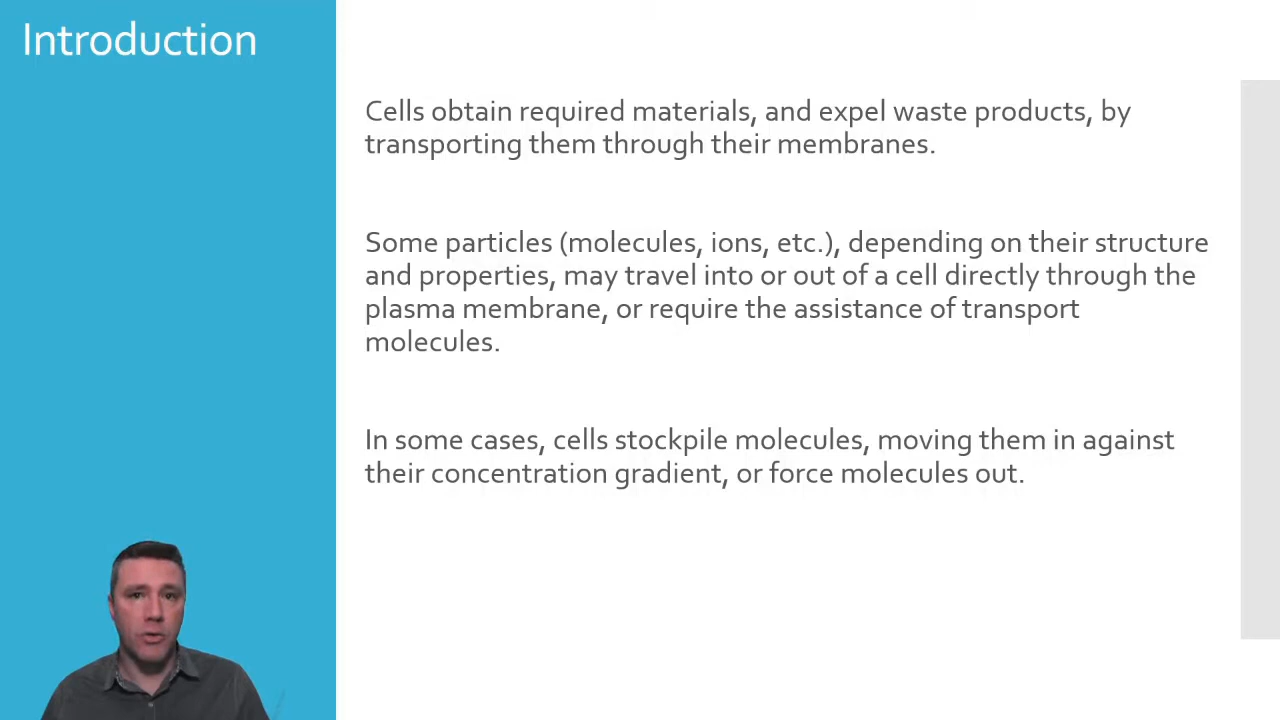 Introduction
Cells obtain required materials, and expel waste products, by
transporting them through their membranes.
Some particles (molecules, ions, etc.), depending on their structure
and properties, may travel into or out of a cell directly through the
plasma membrane, or require the assistance of transport
molecules.
In some cases, cells stockpile molecules, moving them in against
their concentration gradient, or force molecules out.